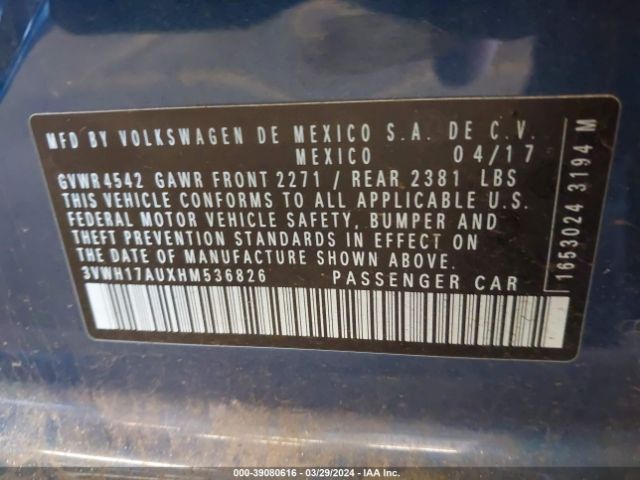 MFD BY VOLKSWAGEN DE MEXICO S.A. DE C.V.
MEXICO 04/17
GVWR 4542 GAWR FRONT 2271 / REAR 2381 LBS
THIS VEHICLE CONFORMS TO ALL APPLICABLE U.S.
FEDERAL MOTOR VEHICLE SAFETY, BUMPER AND
THEFT PREVENTION STANDARDS IN EFFECT ON
THE DATE OF MANUFACTURE SHOWN ABOVE.
3VWH17AUXHM536826 PASSENGER CAR
1653024 3194 M
000-39080616 - 03/29/2024 - IAA Inc.